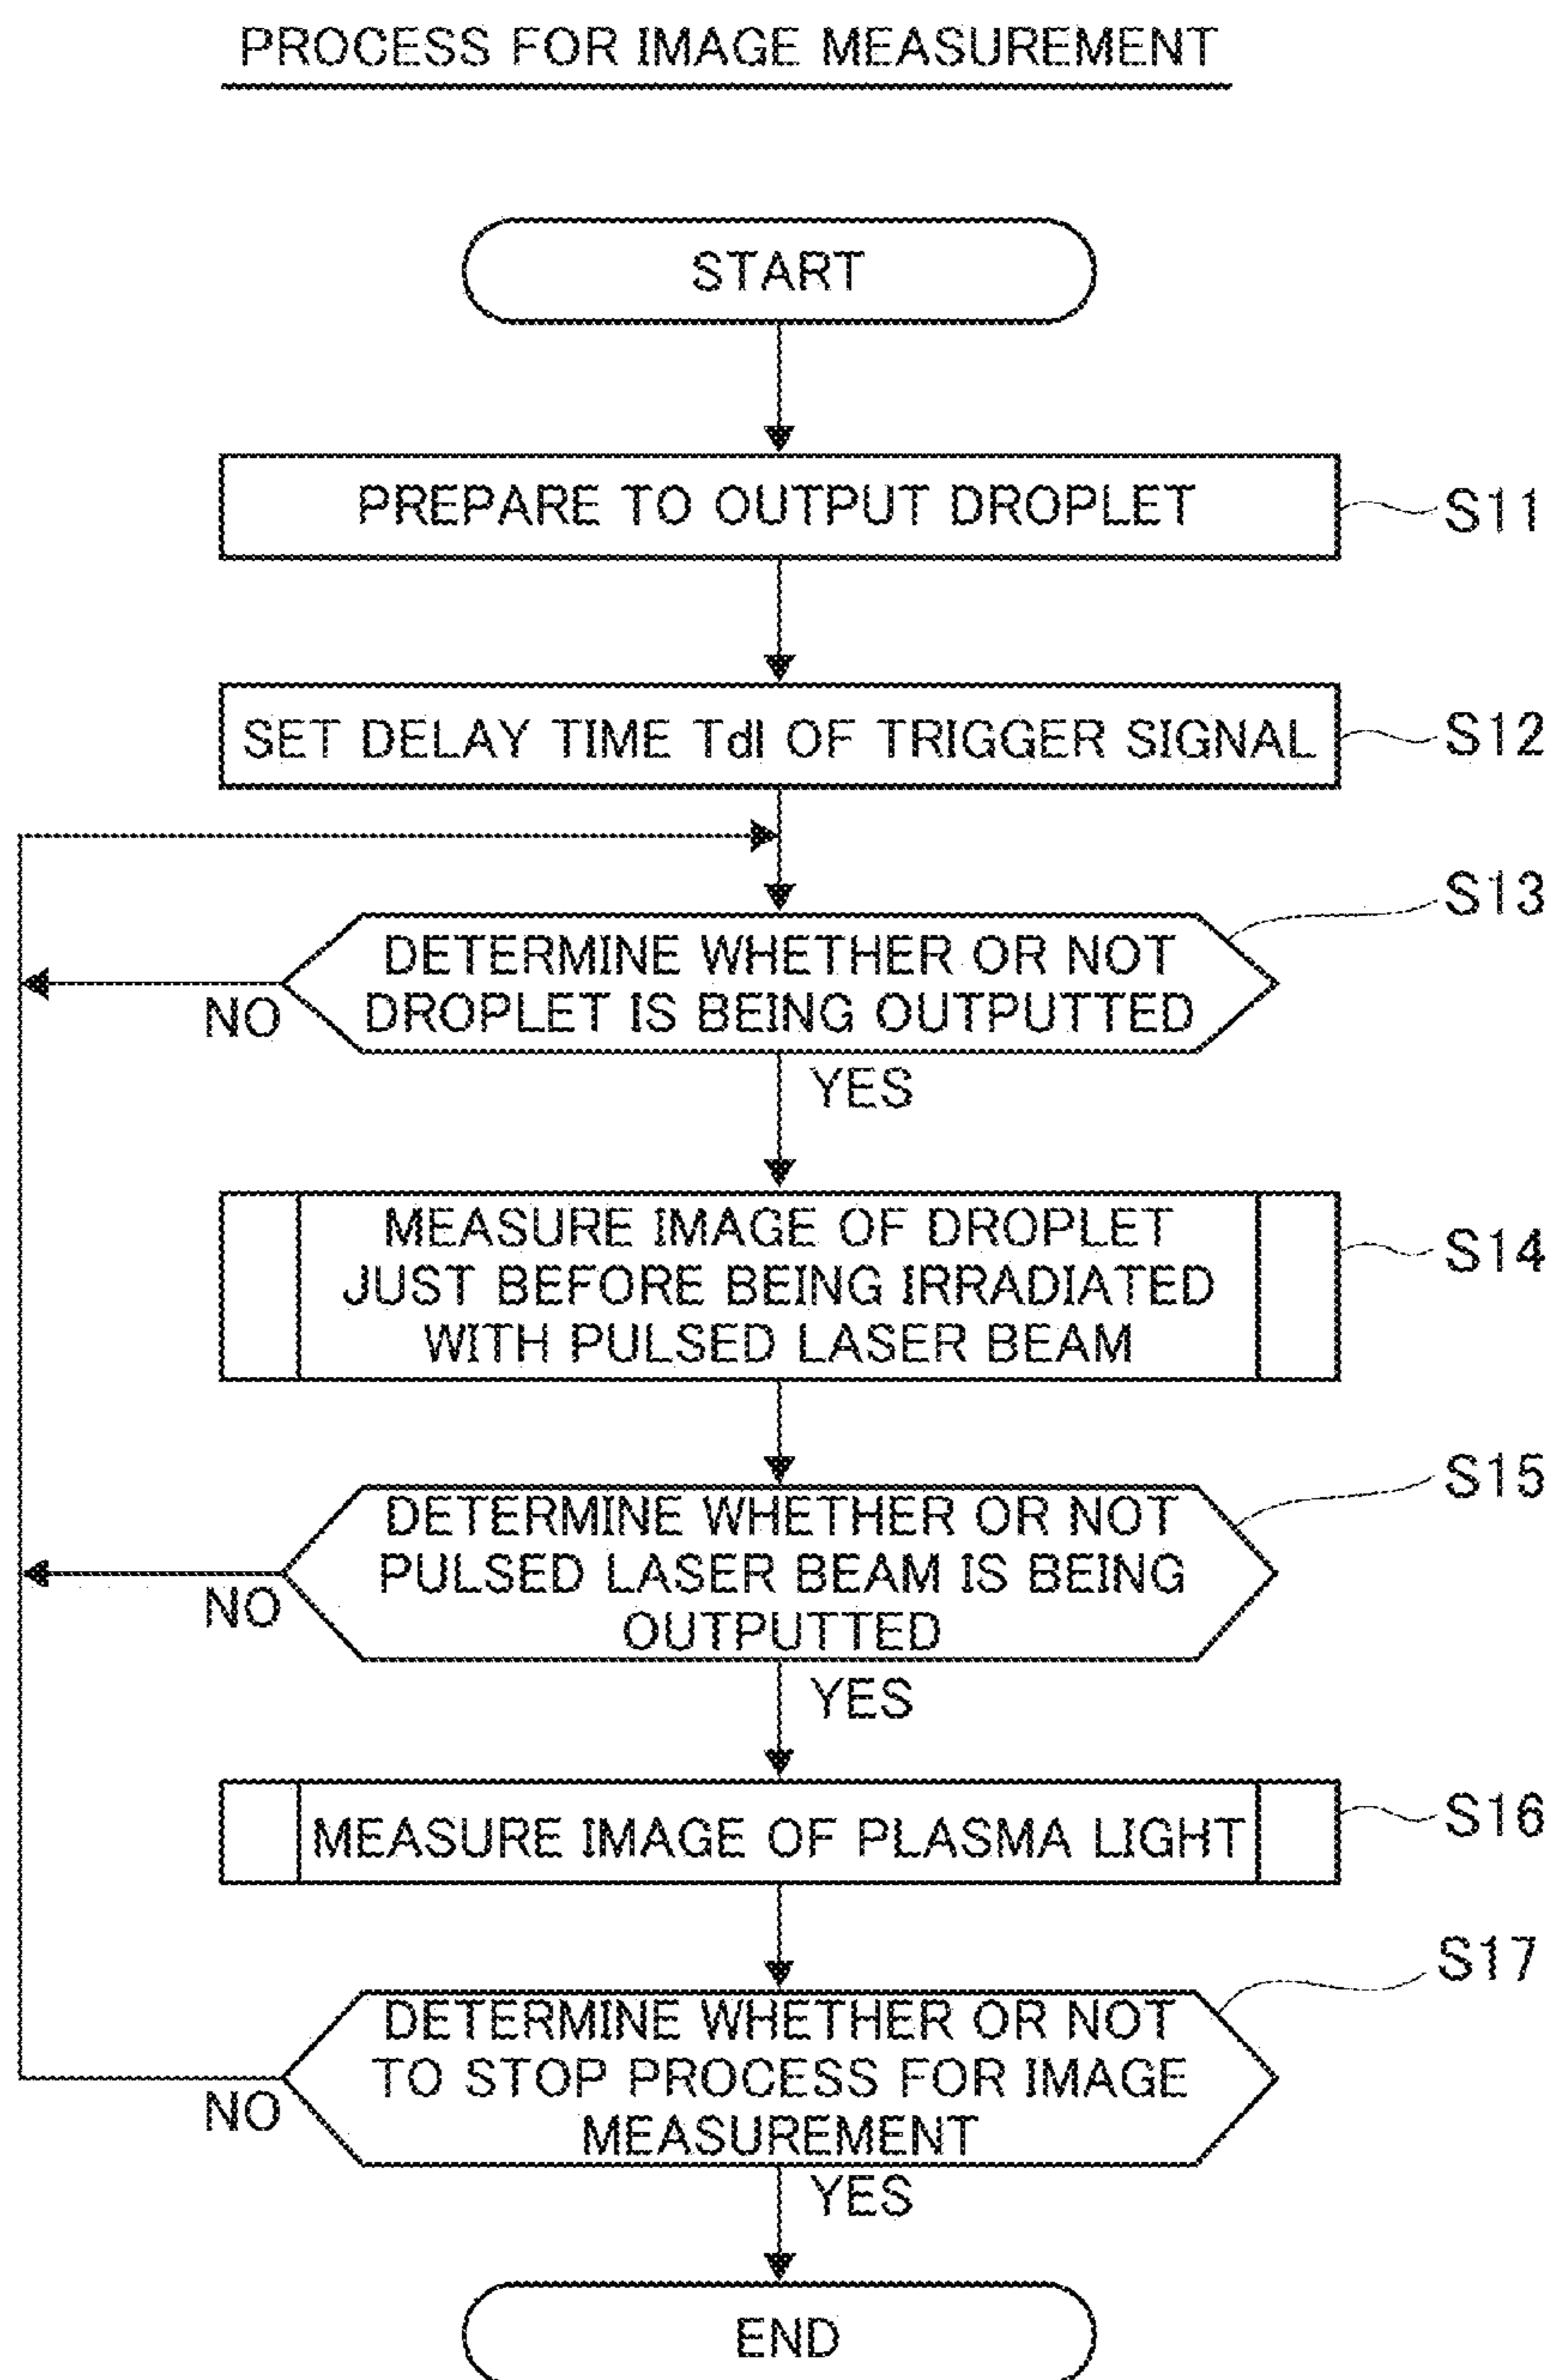 PROCESS FOR IMAGE MEASUREMENT
START
PREPARE TO OUTPUT DROPLET
S11
SET DELAY TIME Tdl OF TRIGGER SIGNAL
S12
S13
DETERMINE WHETHER OR NOT
DROPLET IS BEING OUTPUTTED
NO
YES
MEASURE IMAGE OF DROPLET
JUST BEFORE BEING IRRADIATED
WITH PULSED LASER BEAM
S14
S15
DETERMINE WHETHER OR NOT
PULSED LASER BEAM IS BEING
OUTPUTTED
NO
YES
MEASURE IMAGE OF PLASMA LIGHT
S16
S17
DETERMINE WHETHER OR NOT
TO STOP PROCESS FOR IMAGE
MEASUREMENT
NO
YES
END